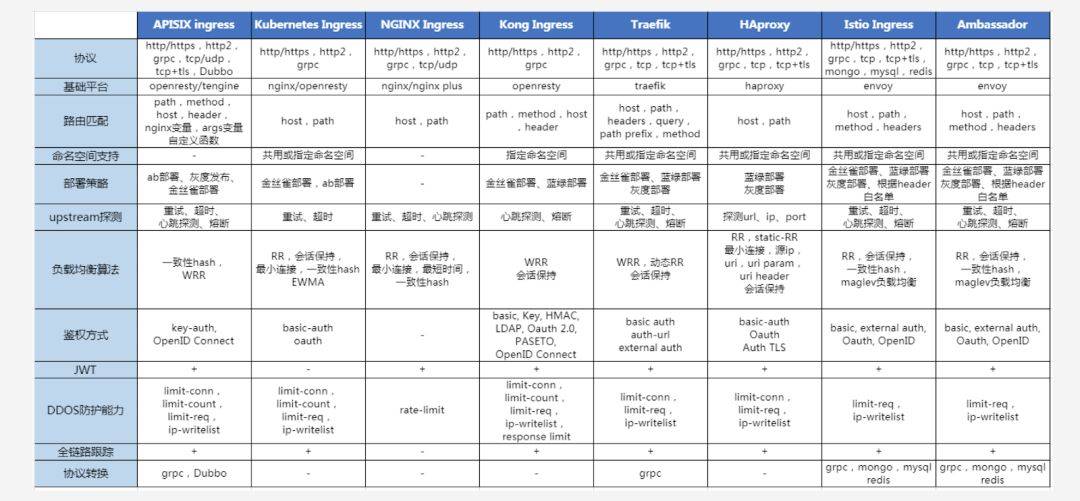 APISIX ingress Kubernetes Ingress NGINX Ingress Kong Ingress Traefik HAproxy Istio Ingress Ambassador
协议
http/https，http2，
grpc，tcp/udp，
tcp+tls，Dubbo
http/https，http2，
grpc
http/https，http2，
grpc，tcp/udp
http/https，http2，
grpc
http/https，http2，
grpc，tcp，tcp+tls
http/https，http2，
grpc，tcp，tcp+tls
http/https，http2，
grpc，tcp，tcp+tls，
mongo，mysql，redis
http/https，http2，
grpc，tcp，tcp+tls
基础平台 openresty/tengine nginx/openresty nginx/nginx plus openresty traefik haproxy envoy envoy
路由匹配
path，method，
host，header，
nginx变量，args变量
自定义函数
host，path
host，path
path，method，host
，header
host，path，
headers，query，
path prefix，method
host，path
host，path，
method，headers
host，path，
method，headers
命名空间支持 - 共用或指定命名空间 - 指定命名空间 共用或指定命名空间 共用或指定命名空间 共用或指定命名空间 共用或指定命名空间
部署策略
ab部署、灰度发布、
金丝雀部署
金丝雀部署，ab部署
-
金丝雀部署、蓝绿部署
金丝雀部署、蓝绿部署
灰度部署
蓝绿部署
灰度部署
金丝雀部署、蓝绿部署
灰度部署、根据header
白名单
金丝雀部署、蓝绿部署
灰度部署、根据header
白名单
upstream探测
重试、超时、
心跳探测、熔断
重试、超时
重试、超时、心跳探测
心跳探测、熔断
重试、超时、
心跳探测、熔断
探测url、ip、port
重试、超时、
心跳探测、熔断
重试、超时、
心跳探测、熔断
负载均衡算法
一致性hash，
WRR
RR，会话保持，
最小连接，一致性hash
EWMA
RR，会话保持，
最小连接，最短时间，
一致性hash
WRR
会话保持
WRR，动态RR
会话保持
RR，static-RR
最小连接，源ip，
uri，uri param，
uri header
会话保持
RR，会话保持，
一致性hash，
maglev负载均衡
RR，会话保持，
一致性hash，
maglev负载均衡
鉴权方式
key-auth,
OpenID Connect
basic-auth
oauth
-
basic, Key, HMAC,
LDAP, Oauth 2.0,
PASETO,
OpenID Connect
basic auth
auth-url
external auth
basic-auth
Oauth
Auth TLS
basic, external auth,
Oauth, OpenID
basic, external auth,
Oauth, OpenID
JWT + - + + + + + +
DDOS防护能力
limit-conn，
limit-count，
limit-req，
ip-writelist
limit-conn，
limit-count，
limit-req，
ip-writelist
rate-limit
limit-conn，
limit-count，
limit-req，
ip-writelist，
response limit
limit-conn，
limit-req，
ip-writelist
limit-conn，
limit-req，
ip-writelist
limit-req，
ip-writelist
limit-req，
ip-writelist
全链路跟踪 + + - + + + + +
协议转换
grpc，Dubbo
-
-
-
grpc
-
grpc，mongo，mysql
redis
grpc，mongo，mysql
redis